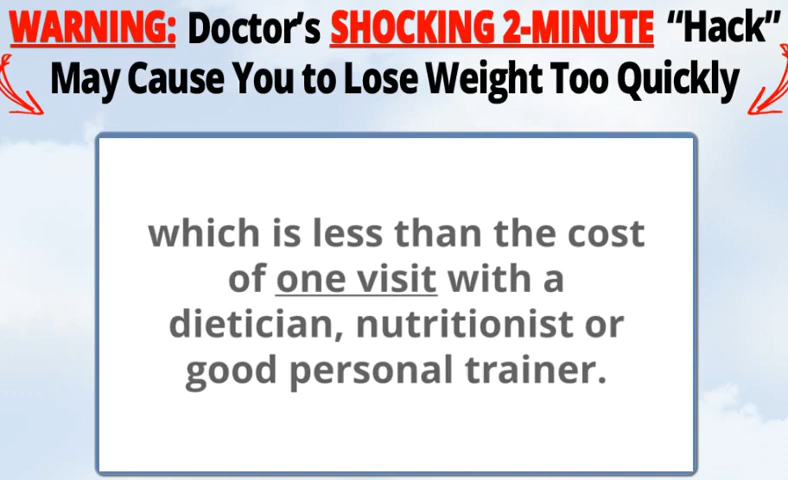 WARNING: Doctor's SHOCKING 2-MINUTE “Hack”
May Cause You to Lose Weight Too Quickly
which is less than the cost
of one visit with a
dietician, nutritionist or
good personal trainer.